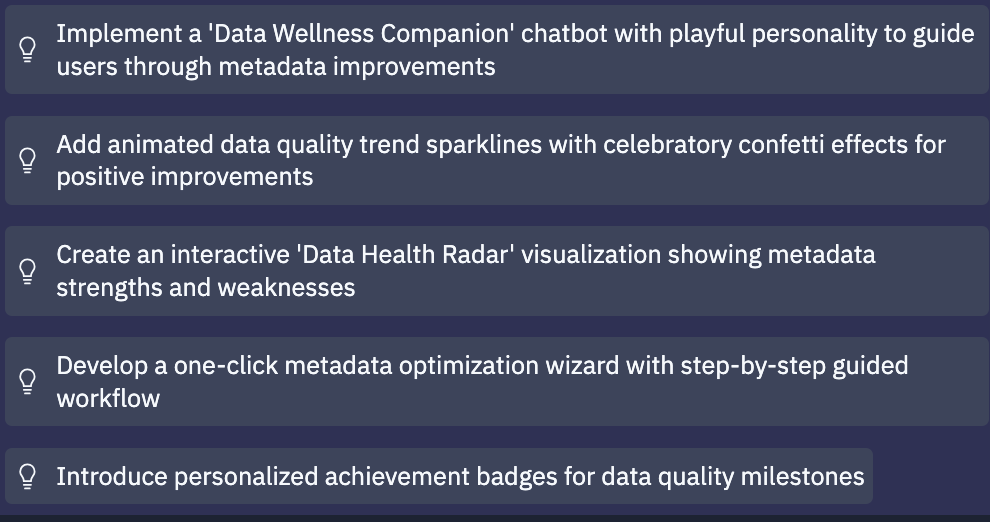 Implement a 'Data Wellness Companion' chatbot with playful personality to guide
users through metadata improvements
Add animated data quality trend sparklines with celebratory confetti effects for
positive improvements
Create an interactive 'Data Health Radar' visualization showing metadata
strengths and weaknesses
Develop a one-click metadata optimization wizard with step-by-step guided
workflow
Introduce personalized achievement badges for data quality milestones